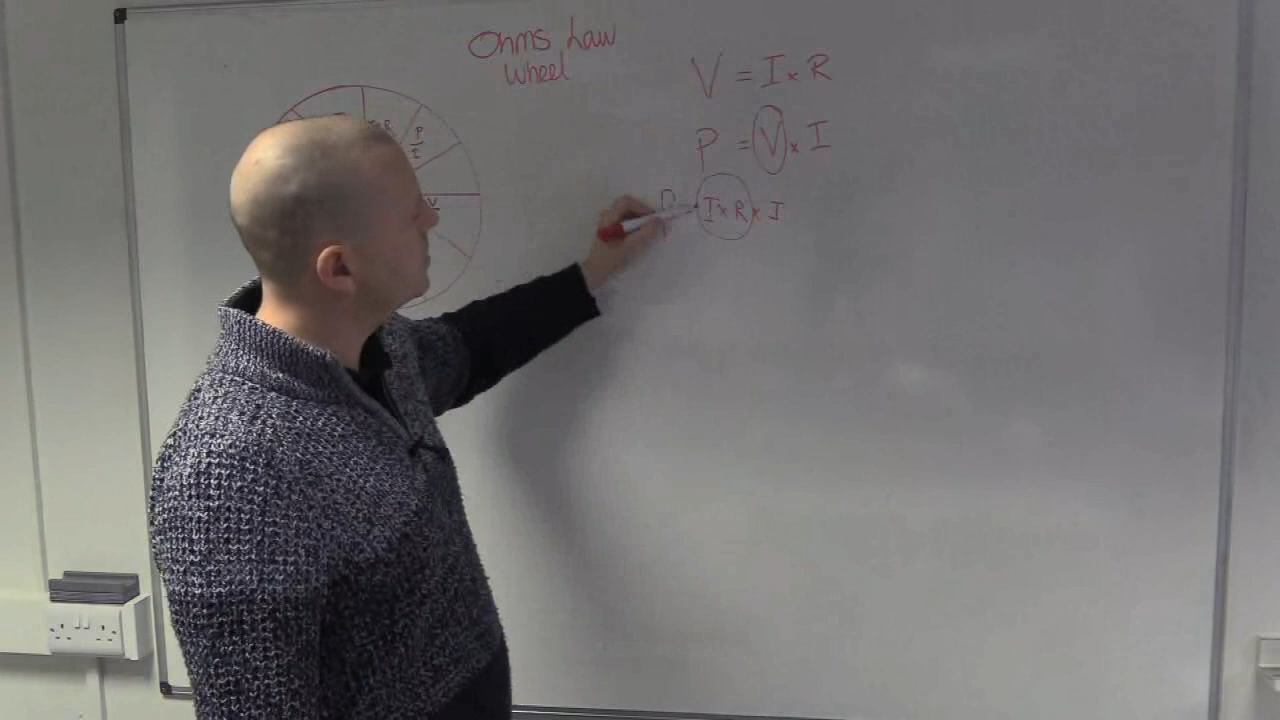 Ohms Law
Wheel
V = I × R
P = V × I
I × R × I
P
I
R
V